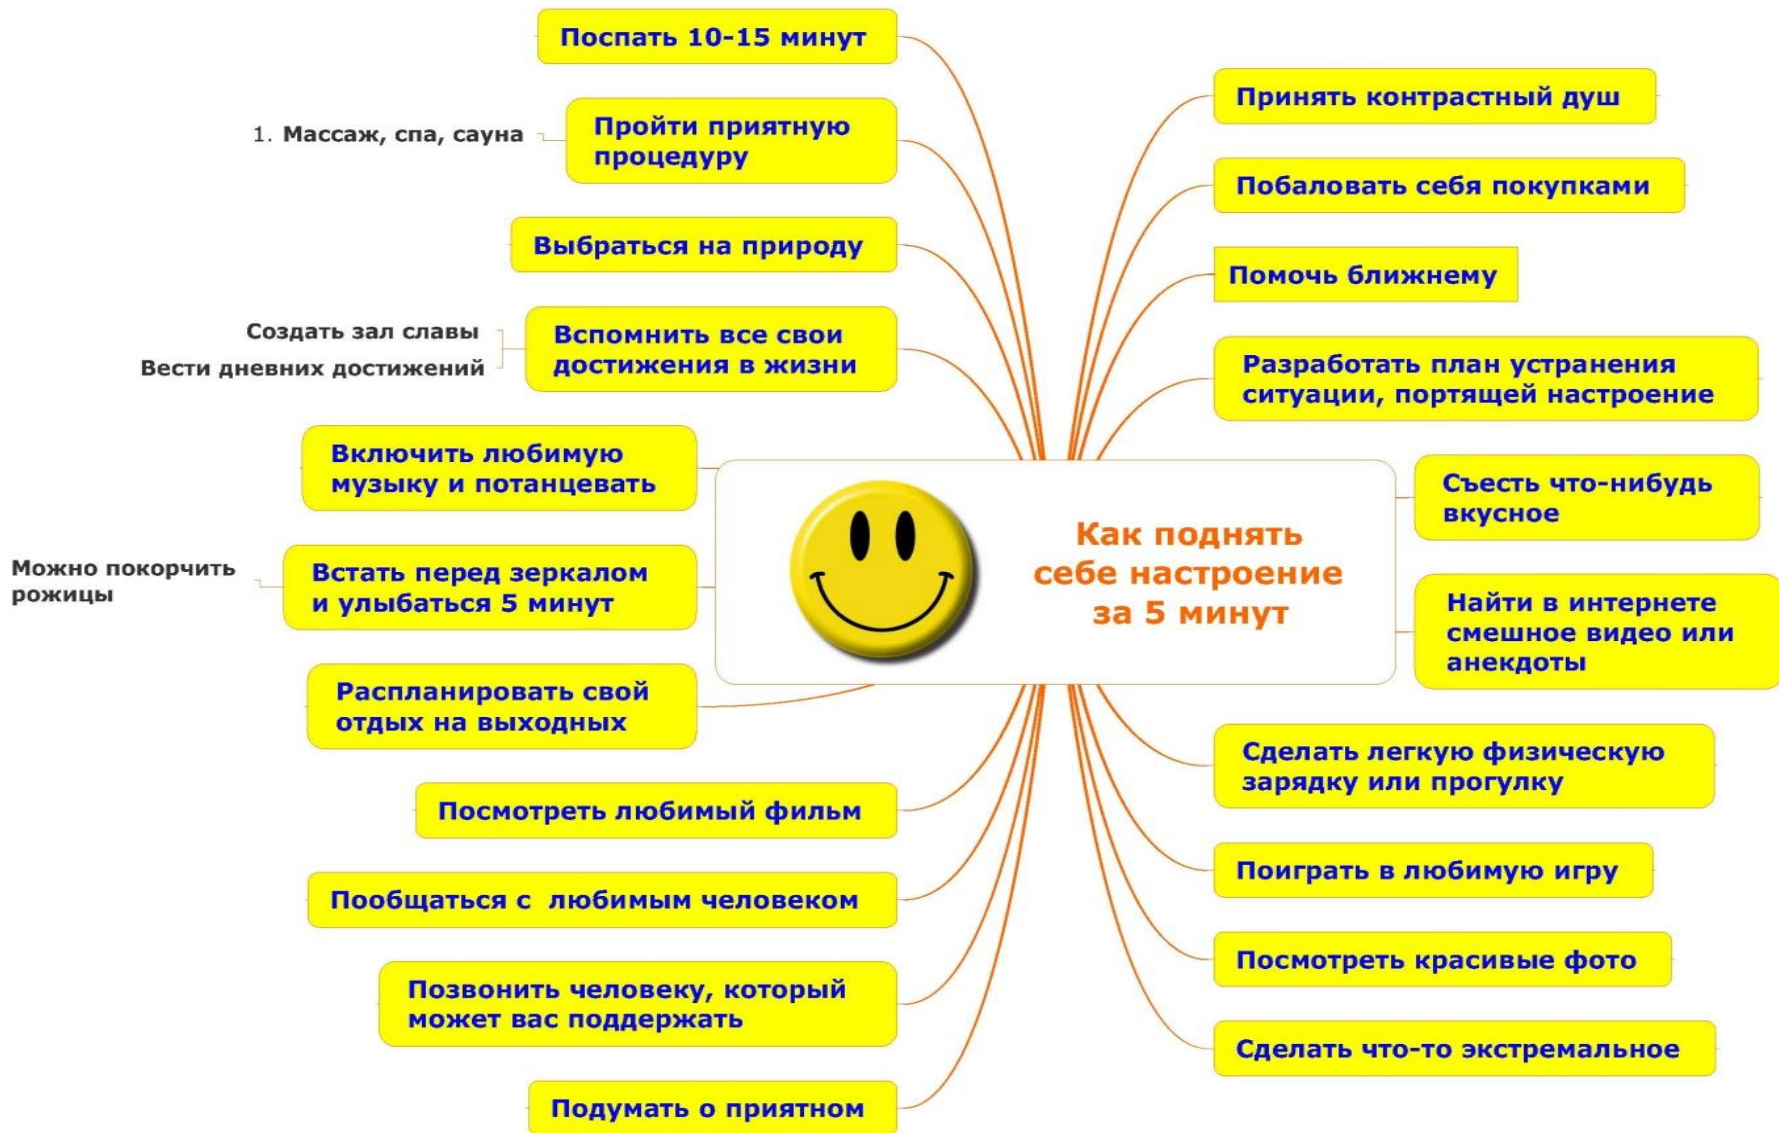 Как поднять
себе настроение
за 5 минут
Принять контрастный душ
Побаловать себя покупками
Помочь ближнему
Разработать план устранения
ситуации, портящей настроение
Съесть что-нибудь
вкусное
Найти в интернете
смешное видео или
анекдоты
Сделать легкую физическую
зарядку или прогулку
Поиграть в любимую игру
Посмотреть красивые фото
Сделать что-то экстремальное
Поспать 10-15 минут
Пройти приятную
процедуру
1. Массаж, спа, сауна
Выбраться на природу
Вспомнить все свои
достижения в жизни
Создать зал славы
Вести дневних достижений
Включить любимую
музыку и потанцевать
Встать перед зеркалом
и улыбаться 5 минут
Можно покорчить
рожицы
Распланировать свой
отдых на выходных
Посмотреть любимый фильм
Пообщаться с  любимым человеком
Позвонить человеку, который
может вас поддержать
Подумать о приятном